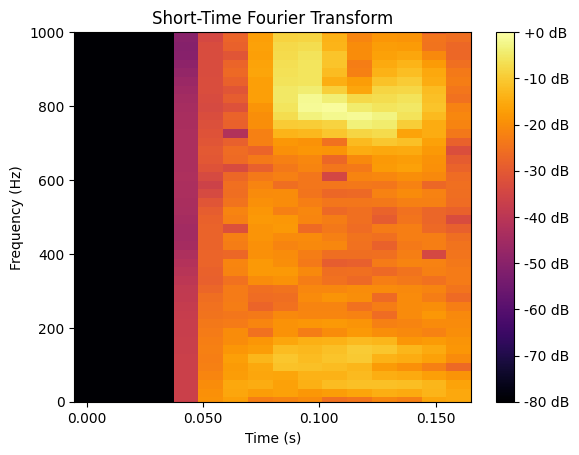 Short-Time Fourier Transform
Frequency (Hz)
1000
800
600
400
200
0
0.000
0.050
0.100
0.150
Time (s)
+0 dB
-10 dB
-20 dB
-30 dB
-40 dB
-50 dB
-60 dB
-70 dB
-80 dB